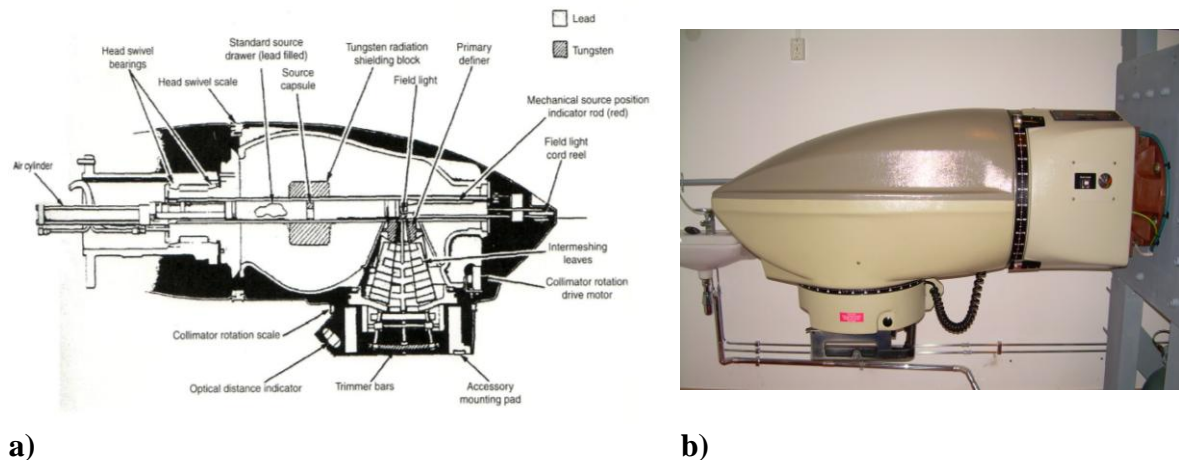 Lead
Tungsten
Head swivel
bearings
Standard source
drawer (lead filled)
Tungsten radiation
shielding block
Primary
definer
Head swivel scale
Source
capsule
Field light
Mechanical source position
indicator rod (red)
Field light
cord reel
Air cylinder
Intermeshing
leaves
Collimator rotation
drive motor
Collimator rotation scale
Optical distance indicator
Trimmer bars
Accessory
mounting pad
a)
b)